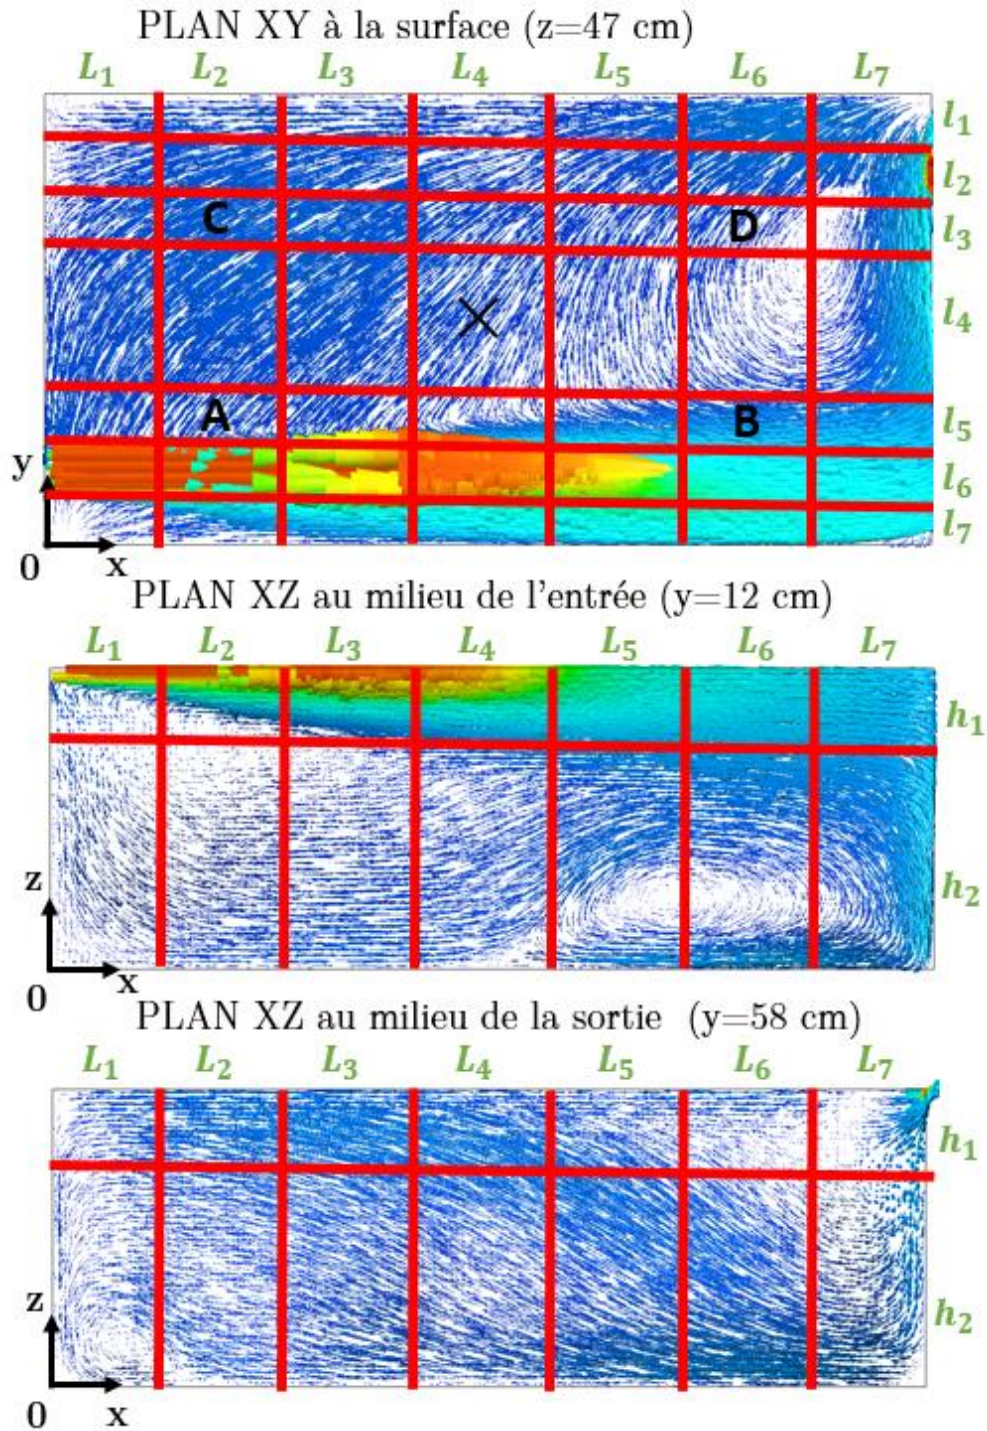 PLAN XY à la surface (z=47 cm)
L₁ L₂ L₃ L₄ L₅ L₆ L₇
l₁
l₂
C D l₃
l₄
A B l₅
y l₆
l₇
0 x
PLAN XZ au milieu de l'entrée (y=12 cm)
L₁ L₂ L₃ L₄ L₅ L₆ L₇
h₁
z h₂
0 x
PLAN XZ au milieu de la sortie (y=58 cm)
L₁ L₂ L₃ L₄ L₅ L₆ L₇
h₁
z h₂
0 x